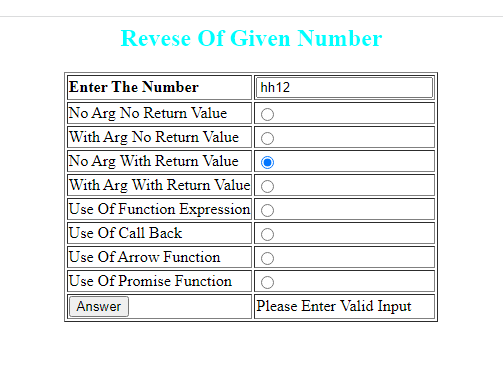 Revese Of Given Number
Enter The Number hh12
No Arg No Return Value
With Arg No Return Value
No Arg With Return Value
With Arg With Return Value
Use Of Function Expression
Use Of Call Back
Use Of Arrow Function
Use Of Promise Function
Answer Please Enter Valid Input